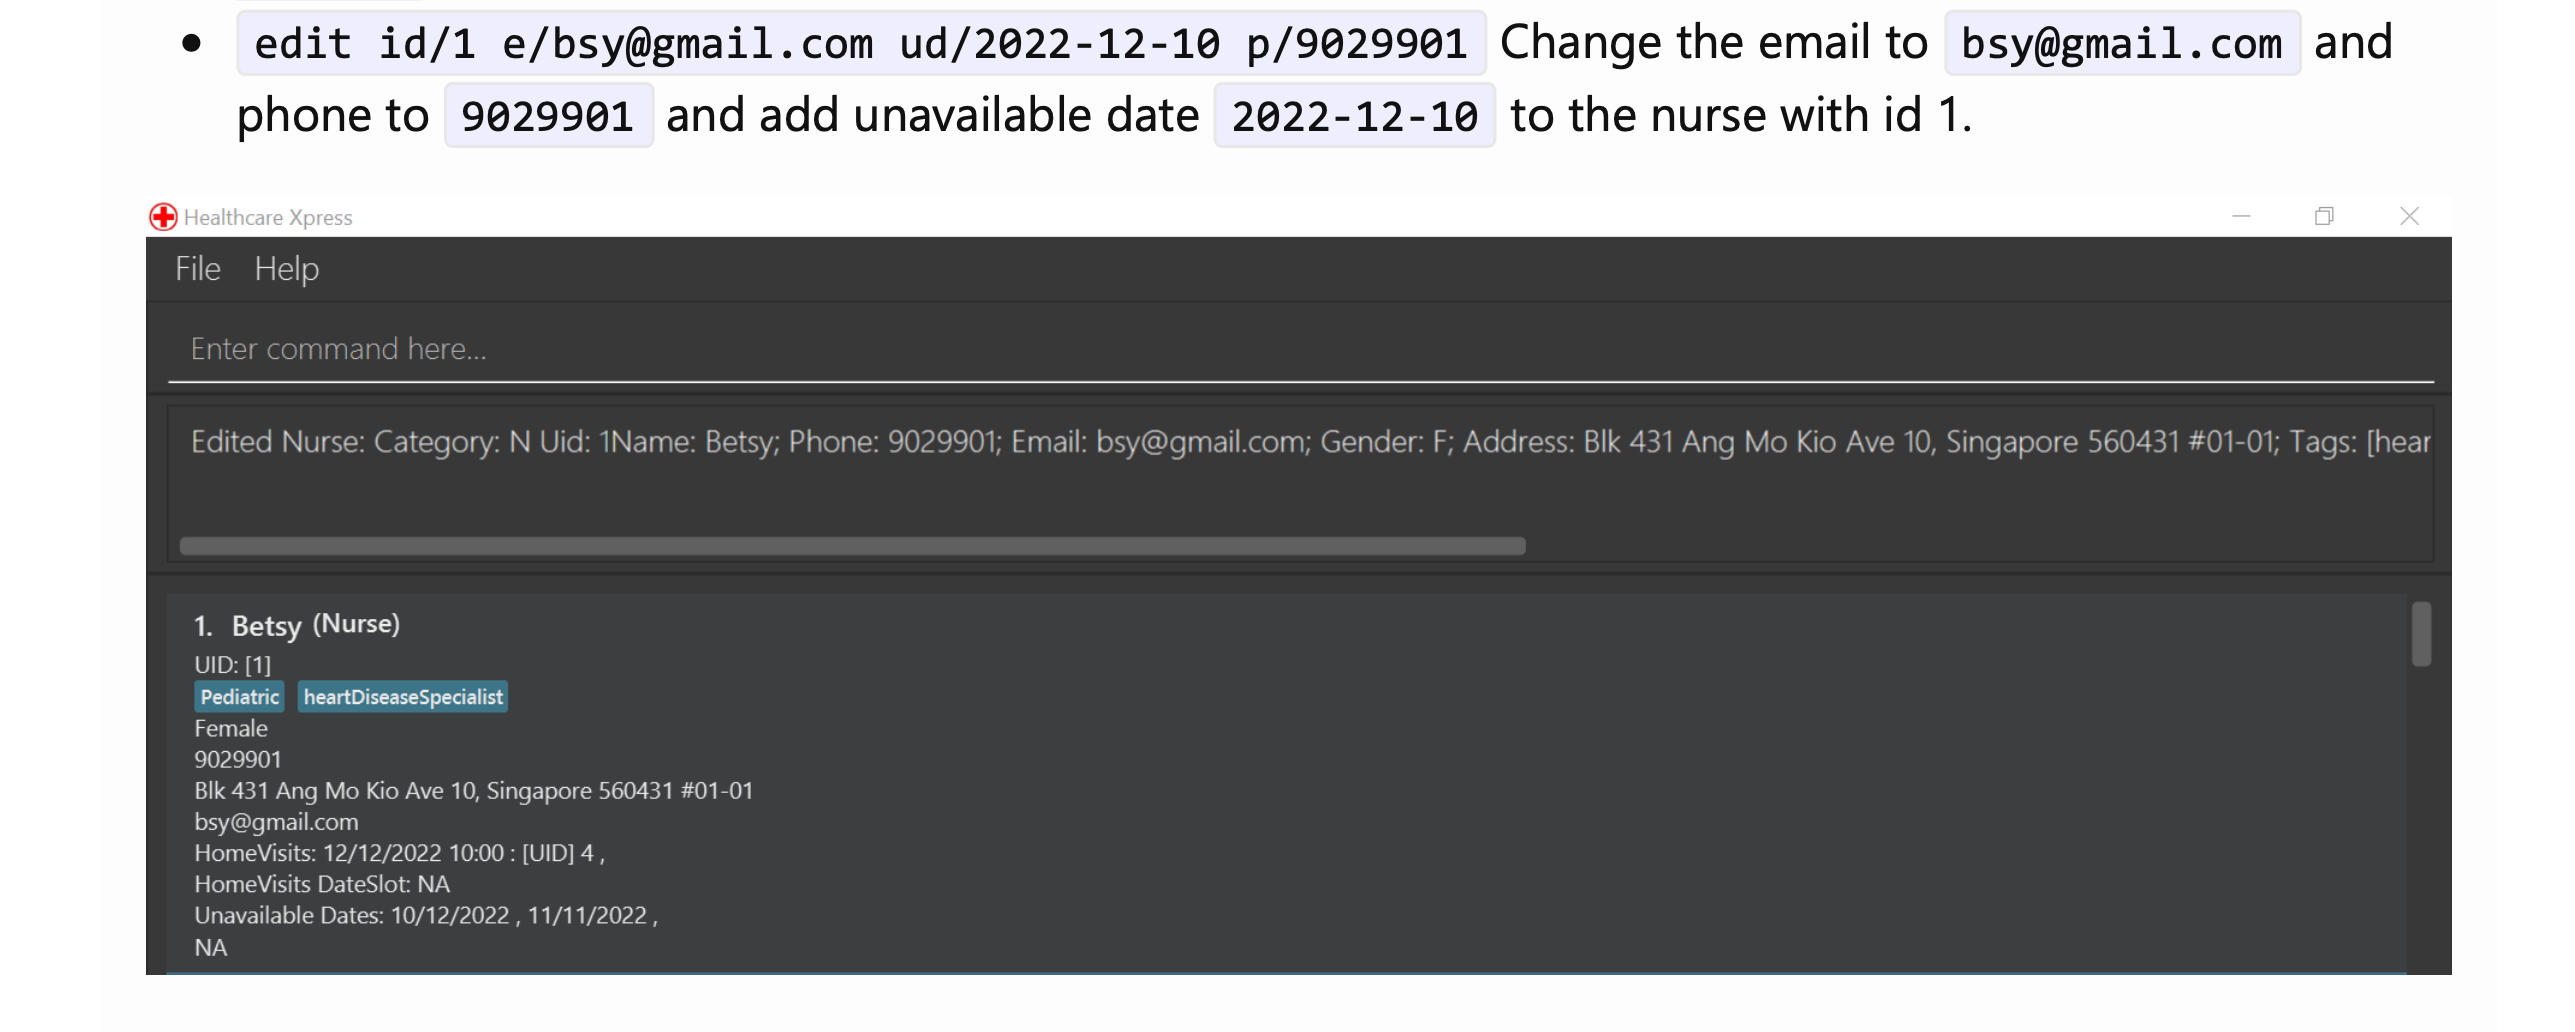 • edit id/1 e/bsy@gmail.com ud/2022-12-10 p/9029901 Change the email to bsy@gmail.com and
phone to 9029901 and add unavailable date 2022-12-10 to the nurse with id 1.
Healthcare Xpress
File Help
Enter command here...
Edited Nurse: Category: N Uid: 1Name: Betsy; Phone: 9029901; Email: bsy@gmail.com; Gender: F; Address: Blk 431 Ang Mo Kio Ave 10, Singapore 560431 #01-01; Tags: [hear
1. Betsy (Nurse)
UID: [1]
Pediatric heartDiseaseSpecialist
Female
9029901
Blk 431 Ang Mo Kio Ave 10, Singapore 560431 #01-01
bsy@gmail.com
HomeVisits: 12/12/2022 10:00 : [UID] 4 ,
HomeVisits DateSlot: NA
Unavailable Dates: 10/12/2022 , 11/11/2022 ,
NA